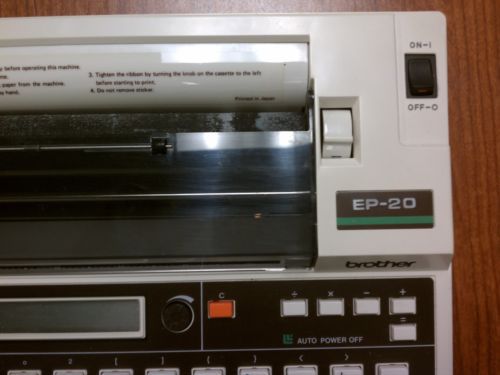 ON-I
y before operating this machine.
me.
paper from the machine.
by hand.
3. Tighten the ribbon by turning the knob on the cassette to the left
before starting to print.
4. Do not remove sticker.
Printed in Japan
OFF-O
EP-20
brother
C
÷ × − +
=
AUTO POWER OFF
o 2 [ ] { } < >